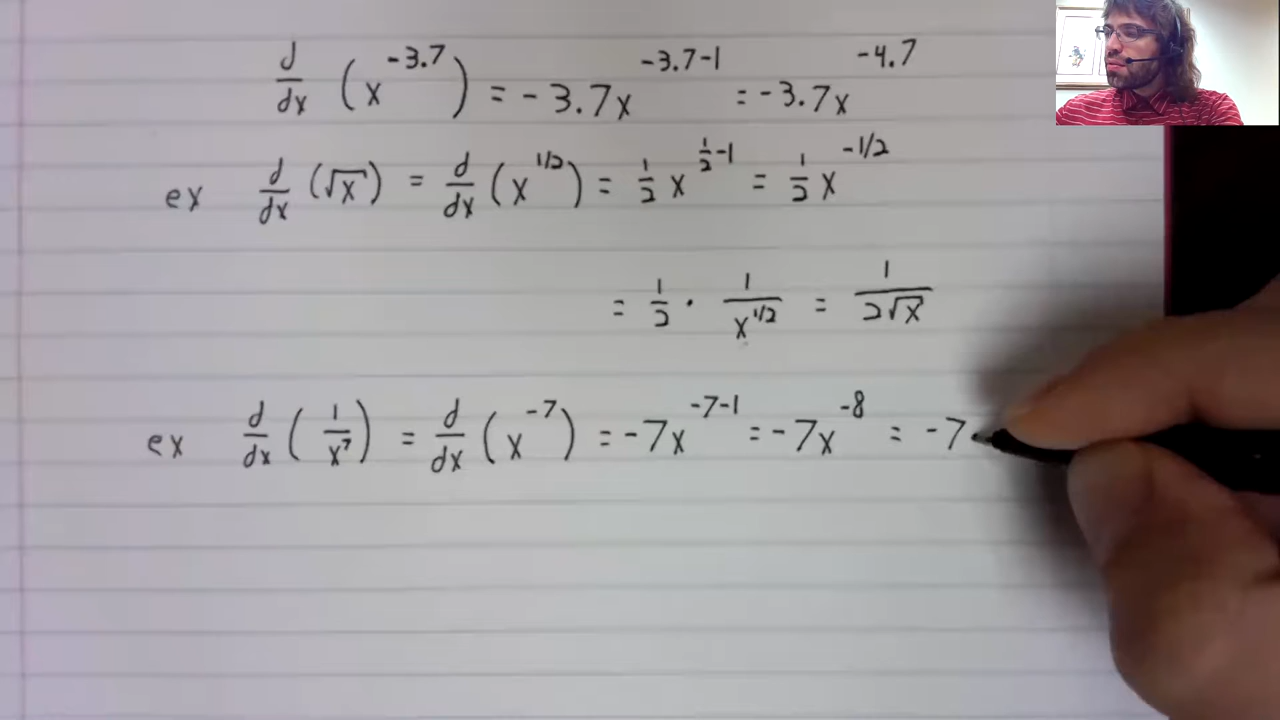 d/dx (x^-3.7) = -3.7x^-3.7-1 = -3.7x^-4.7
ex d/dx (√x) = d/dx (x^1/2) = 1/2 x^1/2-1 = 1/2 x^-1/2
= 1/2 · 1/x^1/2 = 1/2√x
ex d/dx (1/x^7) = d/dx (x^-7) = -7x^-7-1 = -7x^-8 = -7